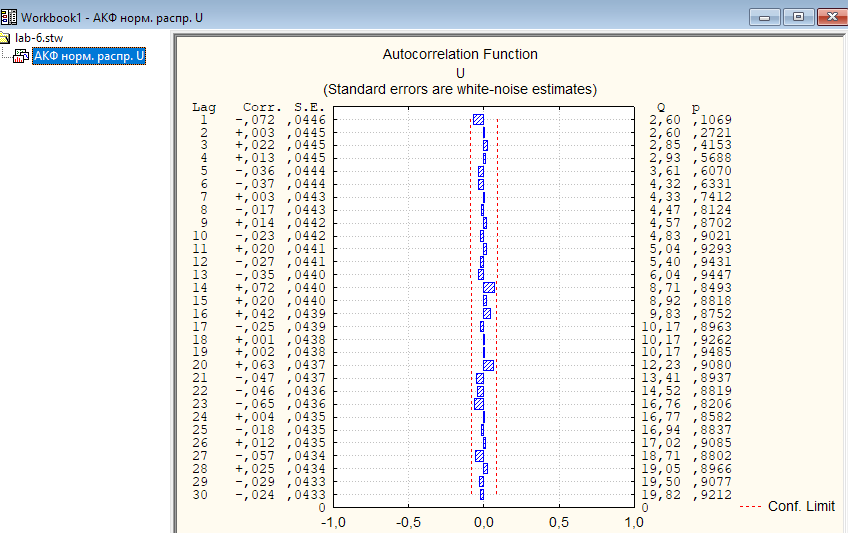 Workbook1 - АКФ норм. распр. U
lab-6.stw
АКФ норм. распр. U
Autocorrelation Function
U
(Standard errors are white-noise estimates)
Lag Corr. S.E. Q p
1 -,072 ,0446 2,60 ,1069
2 +,003 ,0445 2,60 ,2721
3 +,022 ,0445 2,85 ,4153
4 +,013 ,0445 2,93 ,5688
5 -,036 ,0444 3,61 ,6070
6 -,037 ,0444 4,32 ,6331
7 +,003 ,0443 4,33 ,7412
8 -,017 ,0443 4,47 ,8124
9 +,014 ,0442 4,57 ,8702
10 -,023 ,0442 4,83 ,9021
11 +,020 ,0441 5,04 ,9293
12 -,027 ,0441 5,40 ,9431
13 -,035 ,0440 6,04 ,9447
14 +,072 ,0440 8,71 ,8493
15 +,020 ,0440 8,92 ,8818
16 +,042 ,0439 9,83 ,8752
17 -,025 ,0439 10,17 ,8963
18 +,001 ,0438 10,17 ,9262
19 +,002 ,0438 10,17 ,9485
20 +,063 ,0437 12,23 ,9080
21 -,047 ,0437 13,41 ,8937
22 -,046 ,0436 14,52 ,8819
23 -,065 ,0436 16,76 ,8206
24 +,004 ,0435 16,77 ,8582
25 -,018 ,0435 16,94 ,8837
26 +,012 ,0435 17,02 ,9085
27 -,057 ,0434 18,71 ,8802
28 +,025 ,0434 19,05 ,8966
29 -,029 ,0433 19,50 ,9077
30 -,024 ,0433 19,82 ,9212
0 0
-1,0 -0,5 0,0 0,5 1,0
Conf. Limit